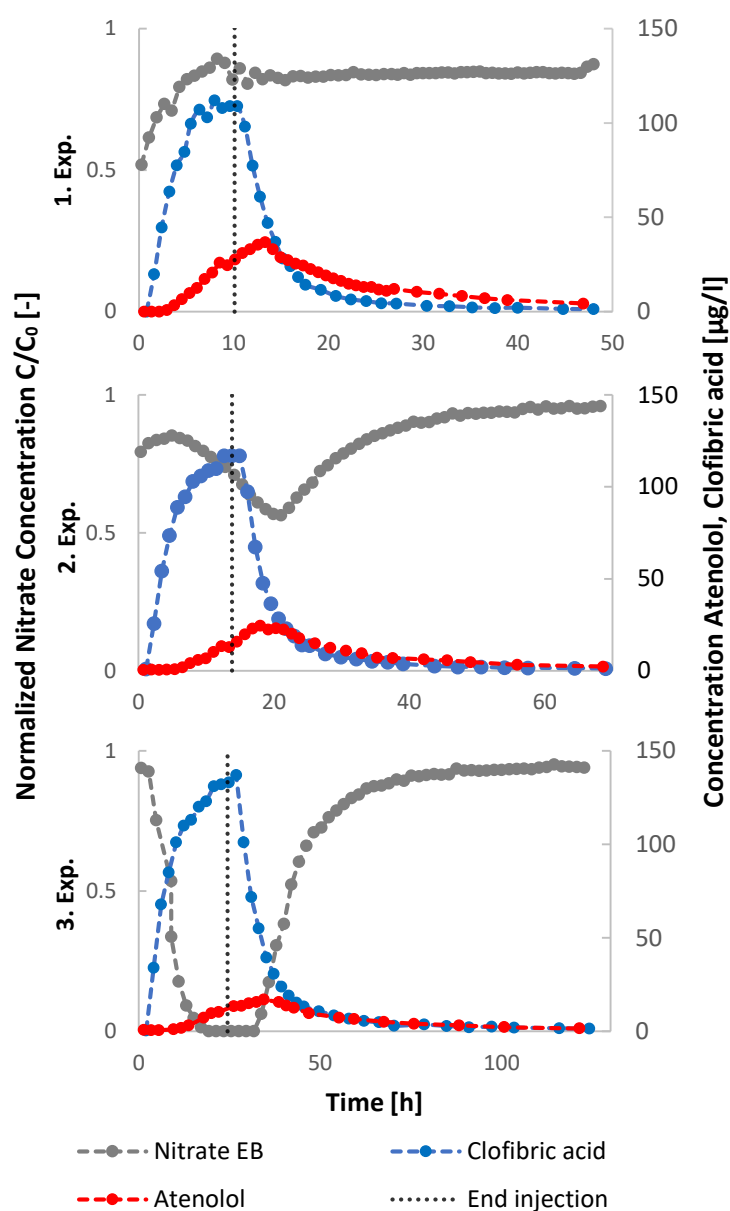 Normalized Nitrate Concentration C/C₀ [-]
Concentration Atenolol, Clofibric acid [µg/l]
1. Exp.
1
0.5
0
150
100
50
0
0 10 20 30 40 50
2. Exp.
1
0.5
0
150
100
50
0
0 20 40 60
3. Exp.
1
0.5
0
150
100
50
0
0 50 100
Time [h]
Nitrate EB Clofibric acid
Atenolol End injection